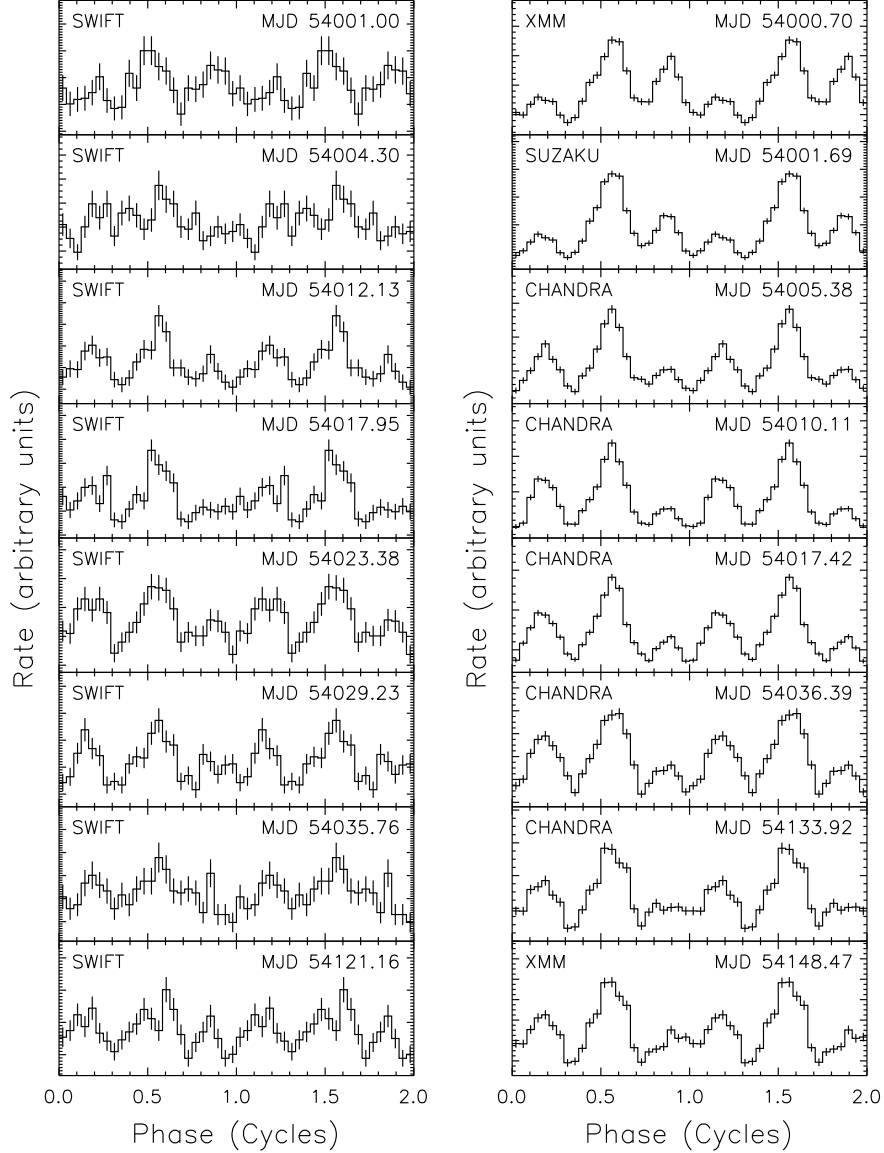 SWIFT MJD 54001.00
SWIFT MJD 54004.30
SWIFT MJD 54012.13
SWIFT MJD 54017.95
SWIFT MJD 54023.38
SWIFT MJD 54029.23
SWIFT MJD 54035.76
SWIFT MJD 54121.16
Rate (arbitrary units)
0.0 0.5 1.0 1.5 2.0
Phase (Cycles)
XMM MJD 54000.70
SUZAKU MJD 54001.69
CHANDRA MJD 54005.38
CHANDRA MJD 54010.11
CHANDRA MJD 54017.42
CHANDRA MJD 54036.39
CHANDRA MJD 54133.92
XMM MJD 54148.47
Rate (arbitrary units)
0.0 0.5 1.0 1.5 2.0
Phase (Cycles)